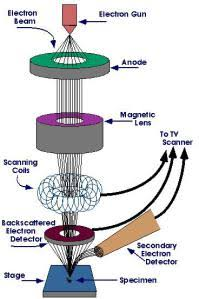 Electron
Beam
Electron Gun
Anode
Magnetic
Lens
To TV
Scanner
Scanning
Coils
Backscattered
Electron
Detector
Secondary
Electron
Detector
Stage
Specimen